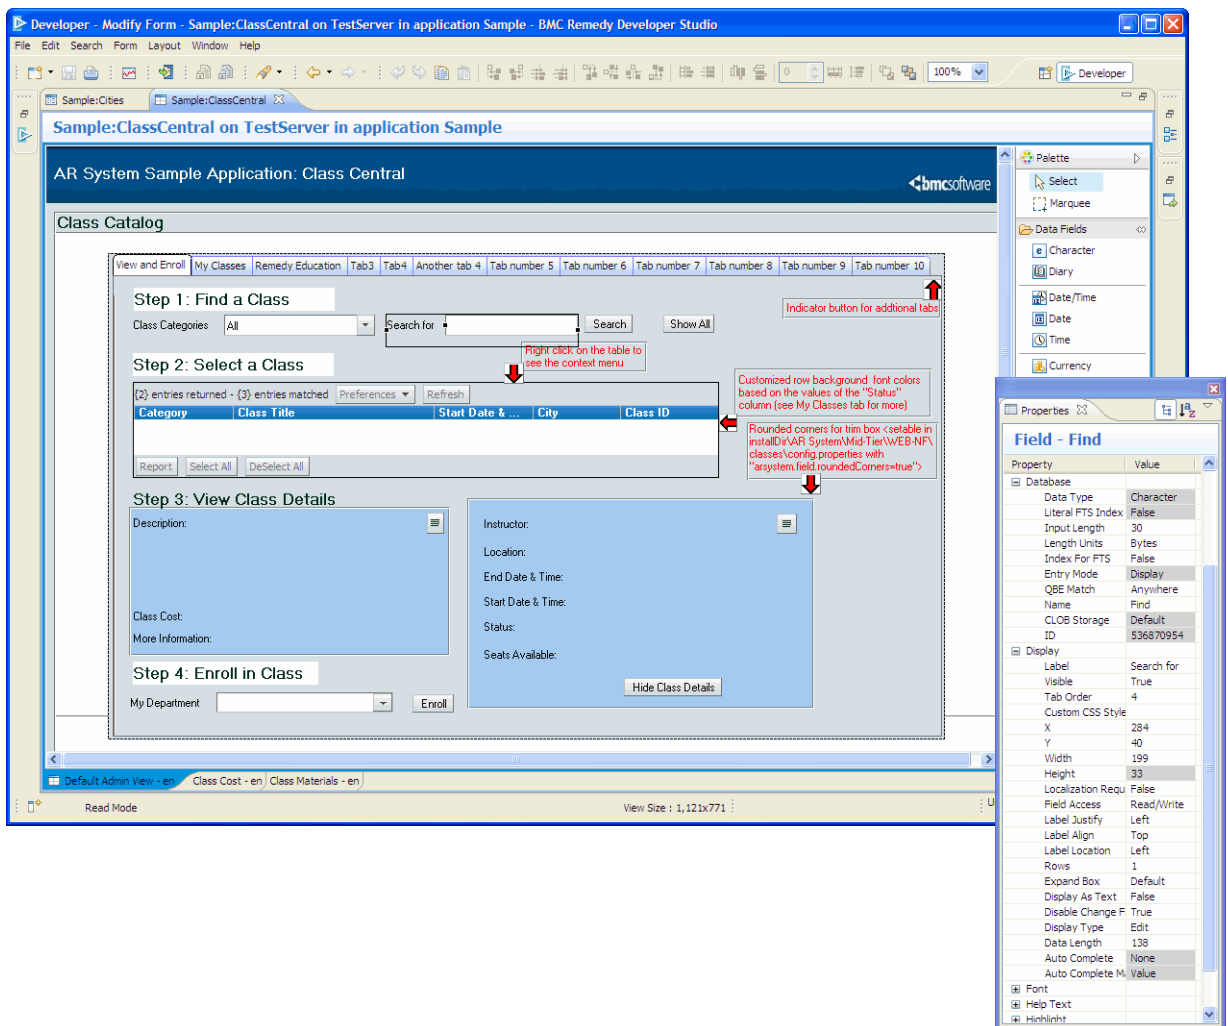 Developer - Modify Form - Sample:ClassCentral on TestServer in application Sample - BMC Remedy Developer Studio
File Edit Search Form Layout Window Help
0 100% Developer
Sample:Cities Sample:ClassCentral
Sample:ClassCentral on TestServer in application Sample
AR System Sample Application: Class Central
bmcsoftware
Class Catalog
View and Enroll My Classes Remedy Education Tab3 Tab4 Another tab 4 Tab number 5 Tab number 6 Tab number 7 Tab number 8 Tab number 9 Tab number 10
Step 1: Find a Class
Indicator button for addtional tabs
Class Categories All Search for Search Show All
Right click on the table to
see the context menu
Step 2: Select a Class
{2} entries returned - {3} entries matched Preferences Refresh
Category Class Title Start Date & ... City Class ID
Report Select All DeSelect All
Customized row background font colors
based on the values of the "Status"
column (see My Classes tab for more)
Rounded corners for trim box <setable in
installDir\AR System\Mid-Tier\WEB-NF\
classes\config.properties with
"arsystem.field.roundedCorners=true">
Step 3: View Class Details
Description:
Class Cost:
More Information:
Instructor:
Location:
End Date & Time:
Start Date & Time:
Status:
Seats Available:
Hide Class Details
Step 4: Enroll in Class
My Department Enroll
Default Admin View - en Class Cost - en Class Materials - en
Read Mode View Size : 1,121x771 U
Palette
Select
Marquee
Data Fields
Character
Diary
Date/Time
Date
Time
Currency
Properties
Field - Find
Property Value
Database
Data Type Character
Literal FTS Index False
Input Length 30
Length Units Bytes
Index For FTS False
Entry Mode Display
QBE Match Anywhere
Name Find
CLOB Storage Default
ID 536870954
Display
Label Search for
Visible True
Tab Order 4
Custom CSS Style
X 284
Y 40
Width 199
Height 33
Localization Requ False
Field Access Read/Write
Label Justify Left
Label Align Top
Label Location Left
Rows 1
Expand Box Default
Display As Text False
Disable Change F True
Display Type Edit
Data Length 138
Auto Complete None
Auto Complete M Value
Font
Help Text
Highlight